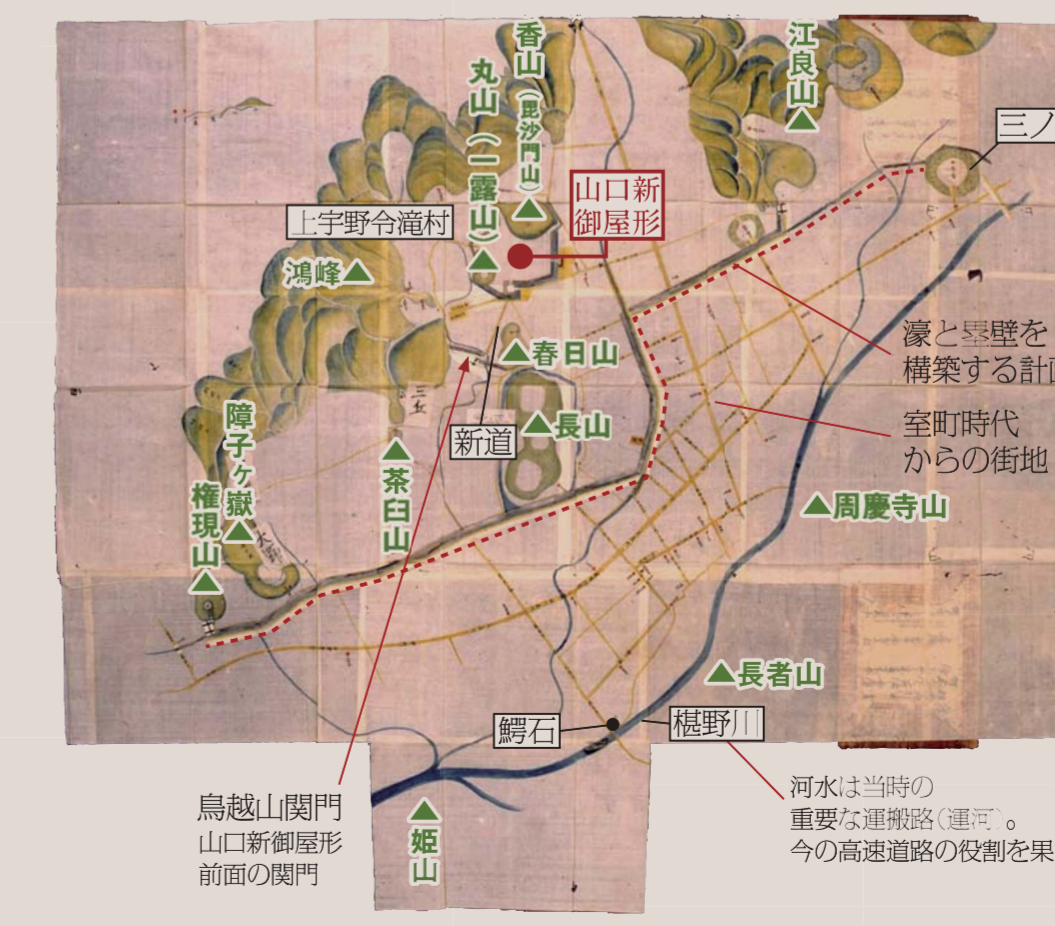 香山(毘沙門山)
丸山(一露山)
江良山
三ノ
山口新
御屋形
上宇野令滝村
鴻峰
濠と塁壁を
構築する計
春日山
三丘
長山
新道
室町時代
からの街地
障子ヶ嶽
権現山
茶臼山
周慶寺山
長者山
鰐石
椹野川
鳥越山関門
山口新御屋形
前面の関門
姫山
河水は当時の
重要な運搬路(運河)。
今の高速道路の役割を果